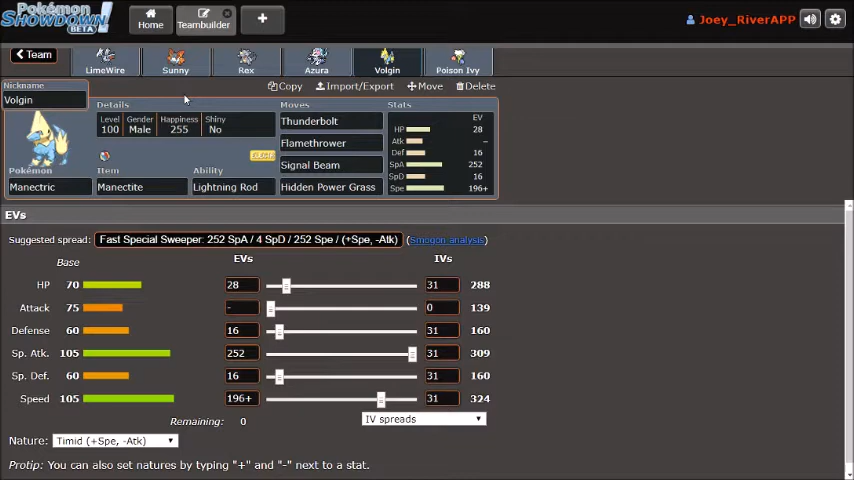 Pokémon
SHOWDOWN!
BETA!
Home
Teambuilder
+
Joey_RiverAPP
< Team
LimeWire
Sunny
Rex
Azura
Volgin
Poison Ivy
Copy
Import/Export
Move
Delete
Nickname
Volgin
Details
Level Gender Happiness Shiny
100 Male 255 No
Pokémon
Manectric
Item
Manectite
ELECTR
Ability
Lightning Rod
Moves
Thunderbolt
Flamethrower
Signal Beam
Hidden Power Grass
Stats
EV
HP 28
Atk –
Def 16
SpA 252
SpD 16
Spe 196+
EVs
Suggested spread: Fast Special Sweeper: 252 SpA / 4 SpD / 252 Spe / (+Spe, -Atk) (Smogon analysis)
Base EVs IVs
HP 70 28 31 288
Attack 75 - 0 139
Defense 60 16 31 160
Sp. Atk. 105 252 31 309
Sp. Def. 60 16 31 160
Speed 105 196+ 31 324
Remaining: 0 IV spreads
Nature: Timid (+Spe, -Atk)
Protip: You can also set natures by typing "+" and "-" next to a stat.